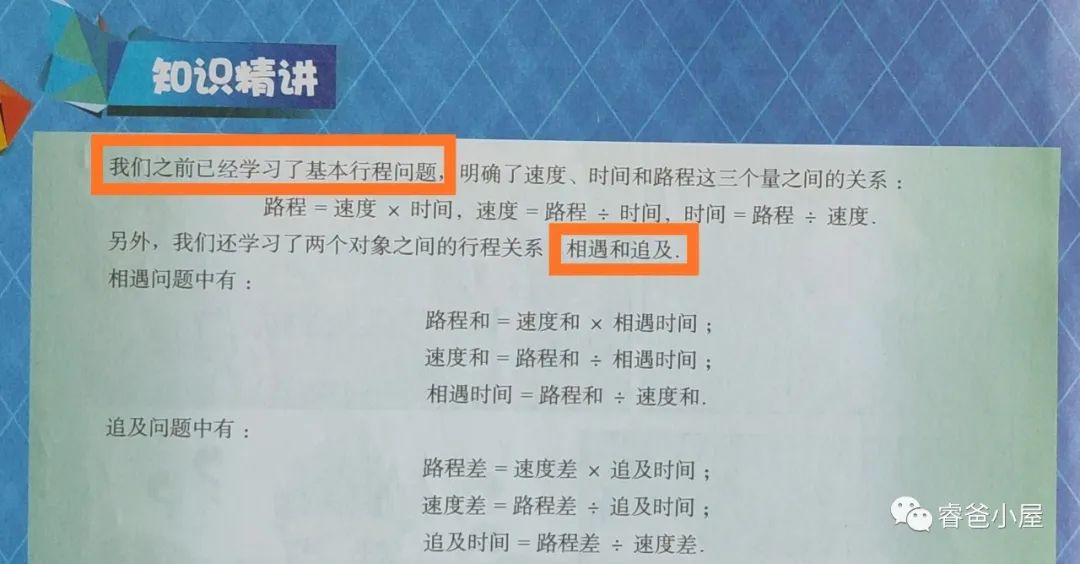 知识精讲
我们之前已经学习了基本行程问题，明确了速度、时间和路程这三个量之间的关系：
路程＝速度×时间，速度＝路程÷时间，时间＝路程÷速度.
另外，我们还学习了两个对象之间的行程关系 相遇和追及.
相遇问题中有：
路程和＝速度和×相遇时间；
速度和＝路程和÷相遇时间；
相遇时间＝路程和÷速度和.
追及问题中有：
路程差＝速度差×追及时间；
速度差＝路程差÷追及时间；
追及时间＝路程差÷速度差.
睿爸小屋